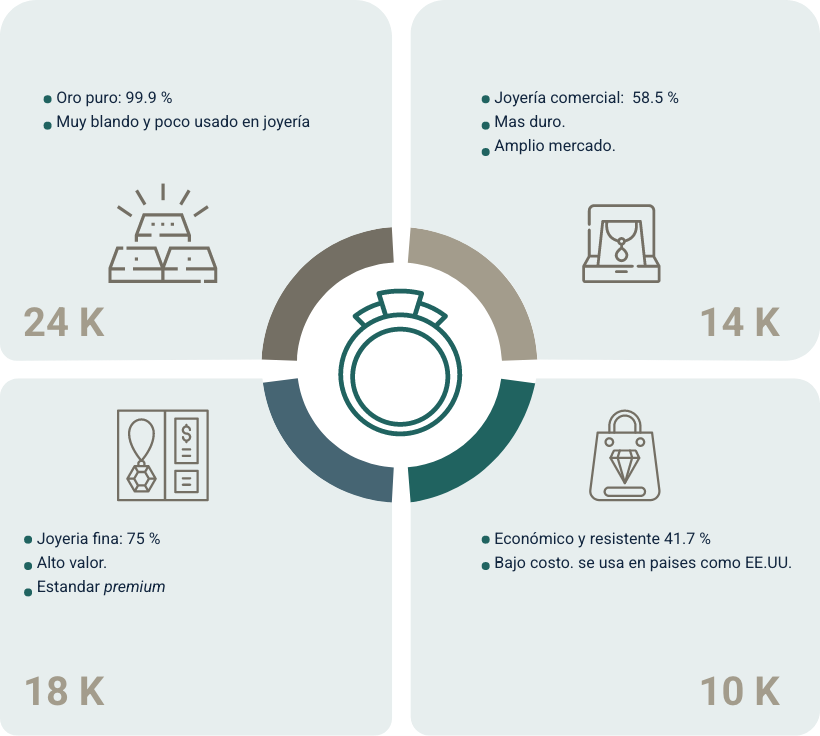 Oro puro: 99.9 %
Muy blando y poco usado en joyería
24 K
Joyería comercial:  58.5 %
Mas duro.
Amplio mercado.
14 K
$
Joyeria fina: 75 %
Alto valor.
Estandar premium
18 K
Económico y resistente 41.7 %
Bajo costo. se usa en paises como EE.UU.
10 K